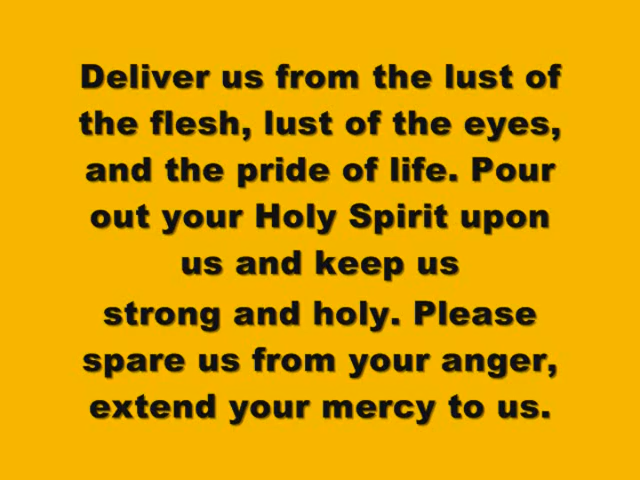 Deliver us from the lust of
the flesh, lust of the eyes,
and the pride of life. Pour
out your Holy Spirit upon
us and keep us
strong and holy. Please
spare us from your anger,
extend your mercy to us.